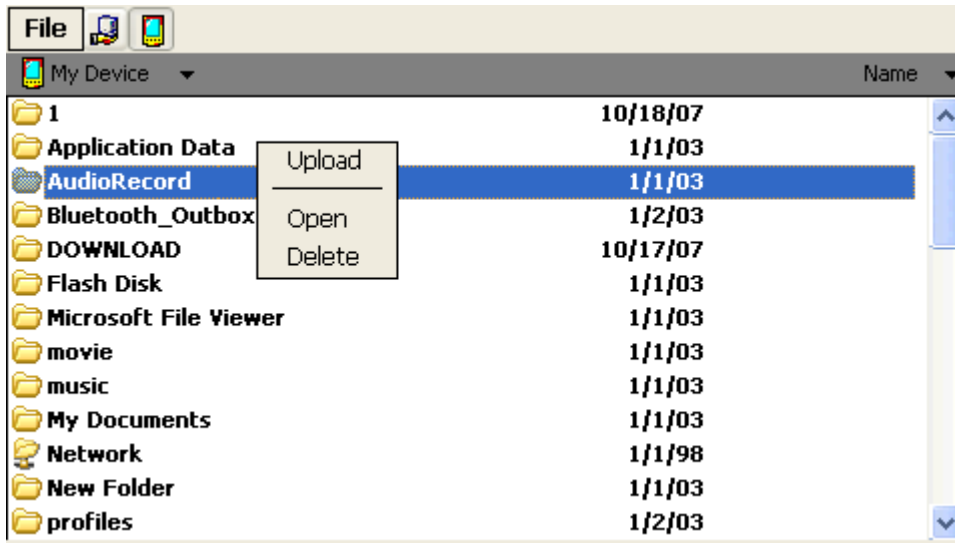 File
My Device Name
1 10/18/07
Application Data 1/1/03
Upload
AudioRecord 1/1/03
Bluetooth_Outbox 1/2/03
Open
DOWNLOAD 10/17/07
Delete
Flash Disk 1/1/03
Microsoft File Viewer 1/1/03
movie 1/1/03
music 1/1/03
My Documents 1/1/03
Network 1/1/98
New Folder 1/1/03
profiles 1/2/03